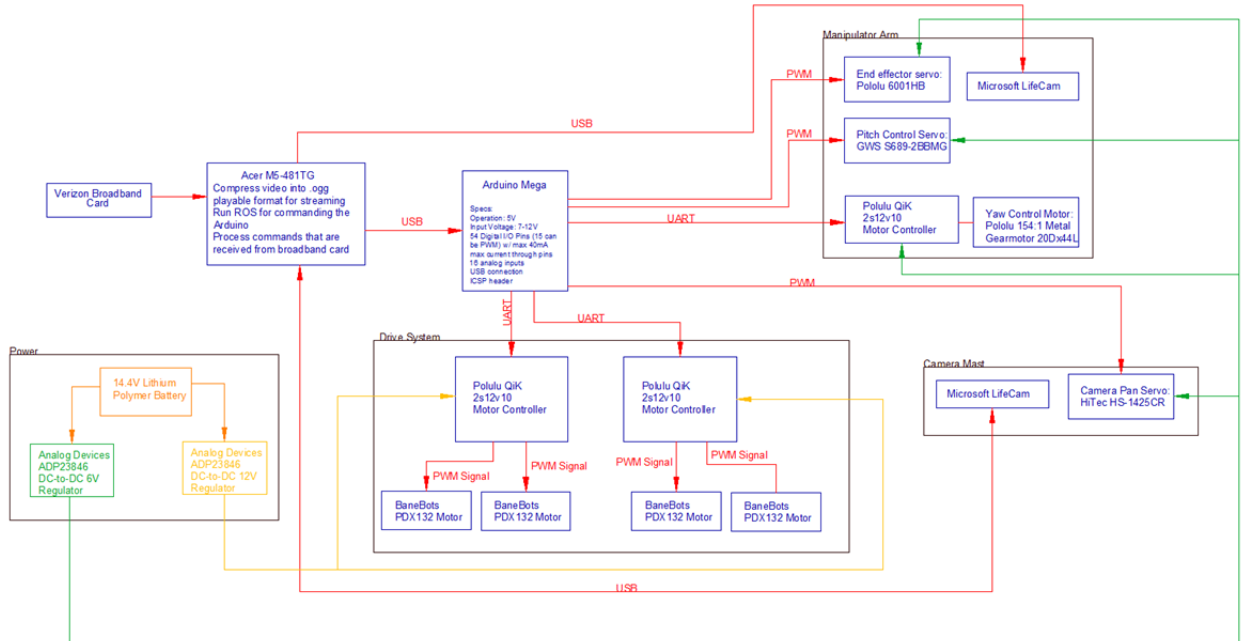 Manipulator Arm
End effector servo:
Pololu 6001HB
Microsoft LifeCam
PWM
USB
Pitch Control Servo:
GWS S689-2BBMG
PWM
Verizon Broadband
Card
Acer M5-481TG
Compress video into .ogg
playable format for streaming
Run ROS for commanding the
Arduino
Process commands that are
received from broadband card
USB
Arduino Mega
Specs:
Operation: 5V
Input Voltage: 7-12V
54 Digital I/O Pins (15 can
be PWM) w/ max 40mA
max current through pins
16 analog inputs
USB connection
ICSP header
UART
Polulu QiK
2s12v10
Motor Controller
Yaw Control Motor:
Pololu 154:1 Metal
Gearmotor 20Dx44L
PWM
UART
UART
Drive System
Polulu QiK
2s12v10
Motor Controller
Polulu QiK
2s12v10
Motor Controller
PWM Signal
PWM Signal
PWM Signal
PWM Signal
BaneBots
PDX132 Motor
BaneBots
PDX132 Motor
BaneBots
PDX132 Motor
BaneBots
PDX132 Motor
Power
14.4V Lithium
Polymer Battery
Analog Devices
ADP23846
DC-to-DC 6V
Regulator
Analog Devices
ADP23846
DC-to-DC 12V
Regulator
Camera Mast
Microsoft LifeCam
Camera Pan Servo:
HiTec HS-1425CR
USB